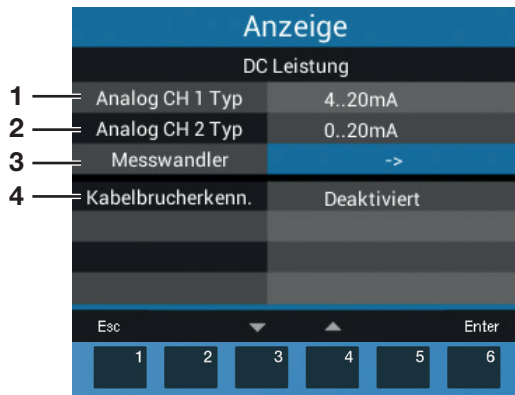 Anzeige
DC Leistung
1 Analog CH 1 Typ 4..20mA
2 Analog CH 2 Typ 0..20mA
3 Messwandler ->
4 Kabelbrucherkenn. Deaktiviert
Esc Enter
1 2 3 4 5 6